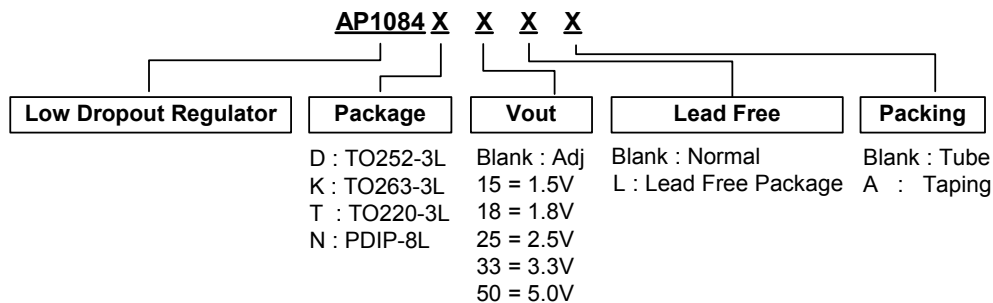 AP1084 X X X X
Low Dropout Regulator Package Vout Lead Free Packing
D : TO252-3L Blank : Adj Blank : Normal Blank : Tube
K : TO263-3L 15 = 1.5V L : Lead Free Package A : Taping
T : TO220-3L 18 = 1.8V
N : PDIP-8L 25 = 2.5V
33 = 3.3V
50 = 5.0V